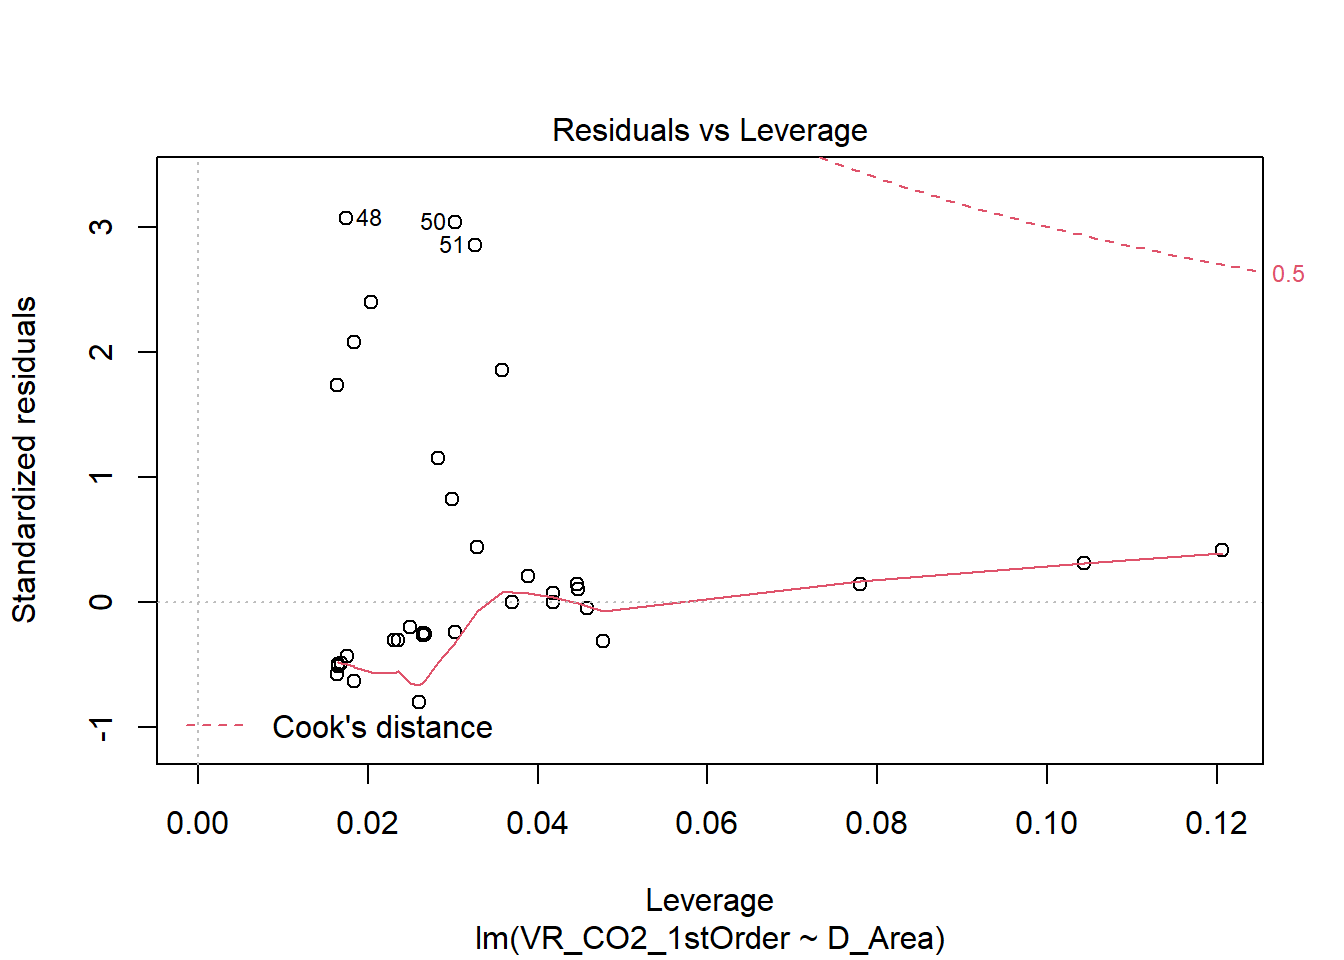 Residuals vs Leverage
Standardized residuals
3
2
1
0
-1
48
50
51
0.5
Cook's distance
0.00 0.02 0.04 0.06 0.08 0.10 0.12
Leverage
lm(VR_CO2_1stOrder ~ D_Area)